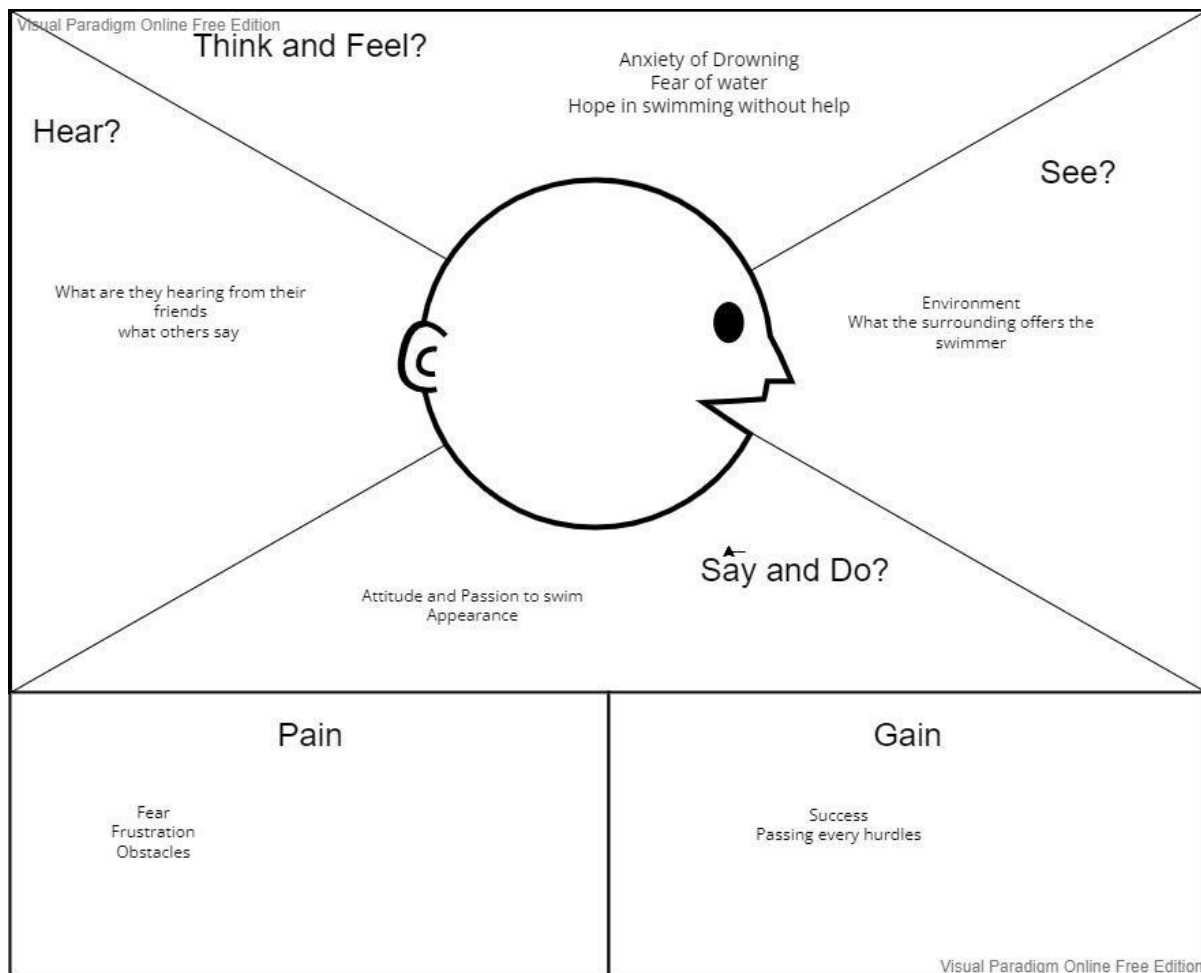 Visual Paradigm Online Free Edition
Think and Feel?
Anxiety of Drowning
Fear of water
Hope in swimming without help
Hear?
See?
What are they hearing from their
friends
what others say
Environment
What the surrounding offers the
swimmer
Say and Do?
Attitude and Passion to swim
Appearance
Pain
Fear
Frustration
Obstacles
Gain
Success
Passing every hurdles
Visual Paradigm Online Free Edition